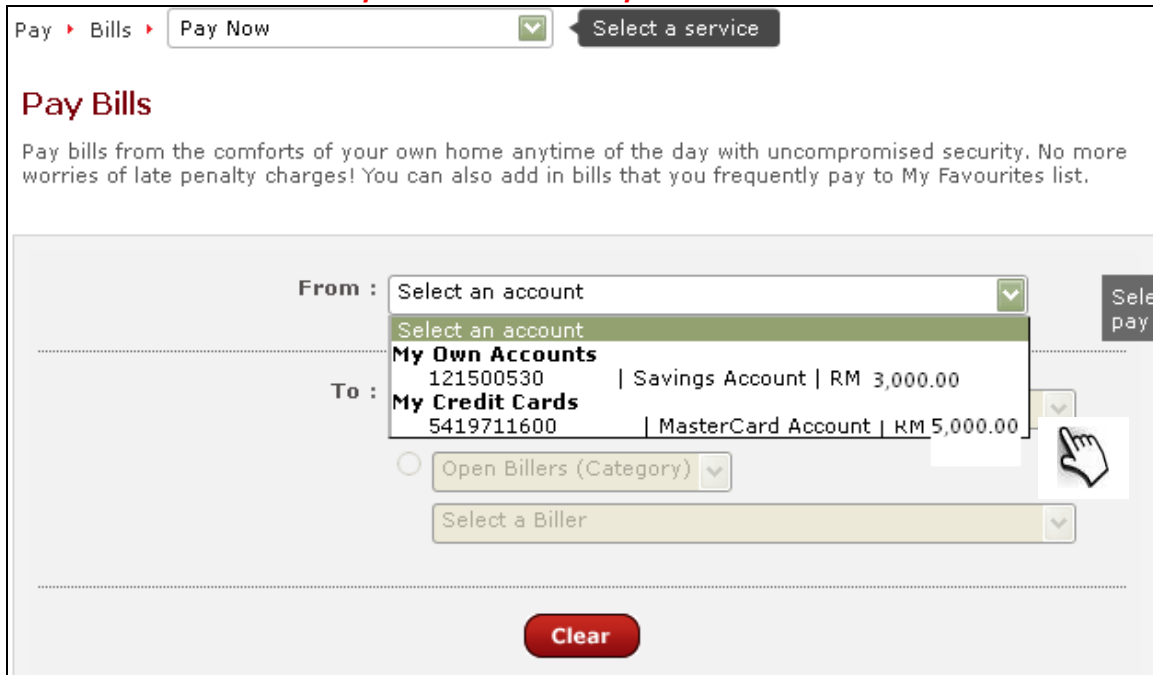 Pay Bills Pay Now Select a service
Pay Bills
Pay bills from the comforts of your own home anytime of the day with uncompromised security. No more
worries of late penalty charges! You can also add in bills that you frequently pay to My Favourites list.
From : Select an account
pay
Select an account
My Own Accounts
121500530 | Savings Account | RM 3,000.00
To :
My Credit Cards
5419711600 | MasterCard Account | RM 5,000.00
Open Billers (Category)
Select a Biller
Clear